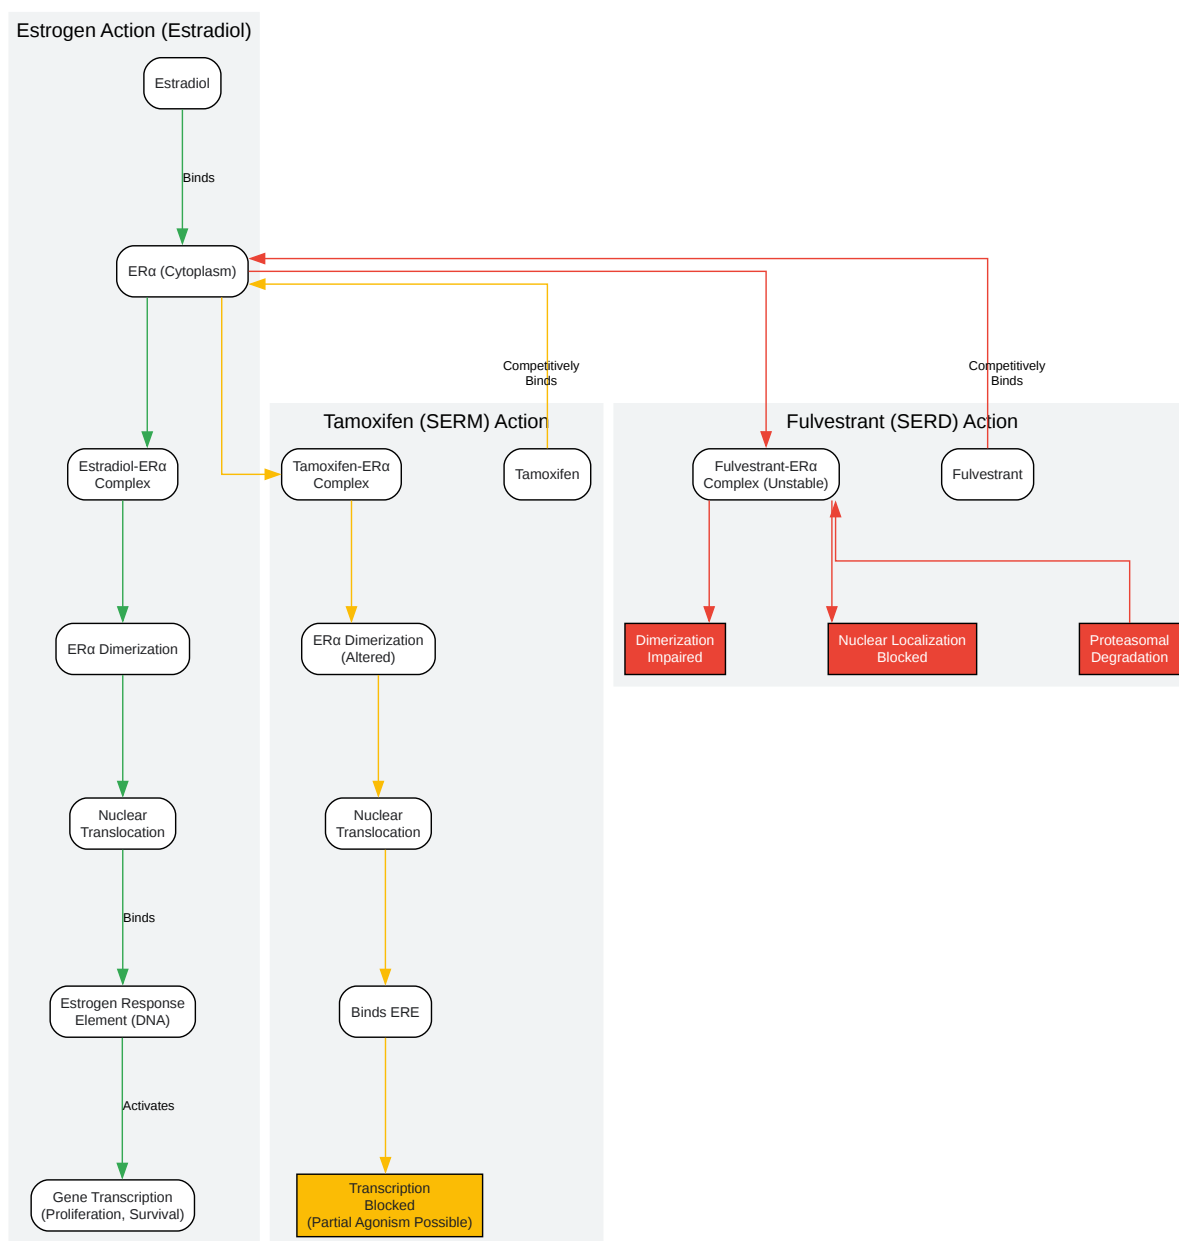 Estrogen Action (Estradiol)
Estradiol
Binds
ERα (Cytoplasm)
Competitively
Binds
Competitively
Binds
Tamoxifen (SERM) Action
Fulvestrant (SERD) Action
Estradiol-ERα
Complex
Tamoxifen-ERα
Complex
Tamoxifen
Fulvestrant-ERα
Complex (Unstable)
Fulvestrant
ERα Dimerization
ERα Dimerization
(Altered)
Dimerization
Impaired
Nuclear Localization
Blocked
Proteasomal
Degradation
Nuclear
Translocation
Nuclear
Translocation
Binds
Estrogen Response
Element (DNA)
Binds ERE
Activates
Gene Transcription
(Proliferation, Survival)
Transcription
Blocked
(Partial Agonism Possible)